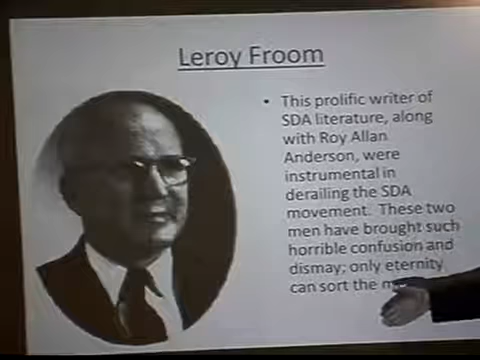 Leroy Froom
• This prolific writer of
SDA literature, along
with Roy Allan
Anderson, were
instrumental in
derailing the SDA
movement. These two
men have brought such
horrible confusion and
dismay; only eternity
can sort the